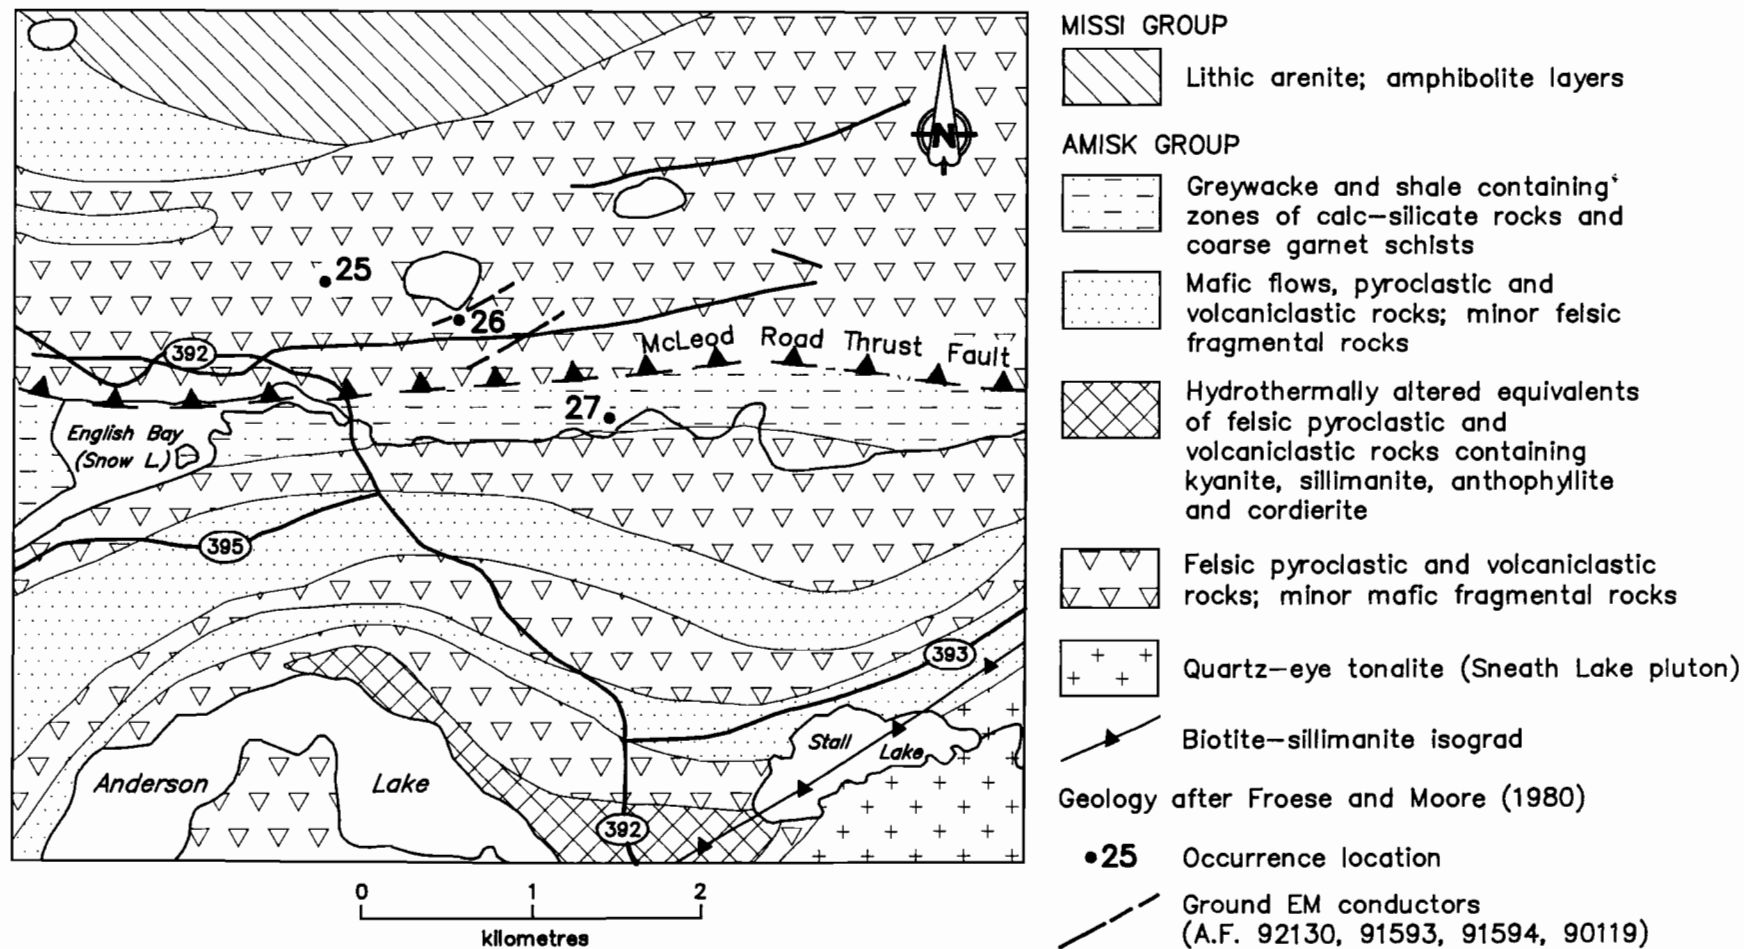 N
25
26
McLeod Road Thrust Fault
392
27
English Bay
(Snow L.)
395
393
Stall
Lake
Anderson Lake
392
0 1 2
kilometres
MISSI GROUP
Lithic arenite; amphibolite layers
AMISK GROUP
Greywacke and shale containing
zones of calc-silicate rocks and
coarse garnet schists
Mafic flows, pyroclastic and
volcaniclastic rocks; minor felsic
fragmental rocks
Hydrothermally altered equivalents
of felsic pyroclastic and
volcaniclastic rocks containing
kyanite, sillimanite, anthophyllite
and cordierite
Felsic pyroclastic and volcaniclastic
rocks; minor mafic fragmental rocks
Quartz-eye tonalite (Sneath Lake pluton)
Biotite-sillimanite isograd
Geology after Froese and Moore (1980)
•25 Occurrence location
Ground EM conductors
(A.F. 92130, 91593, 91594, 90119)